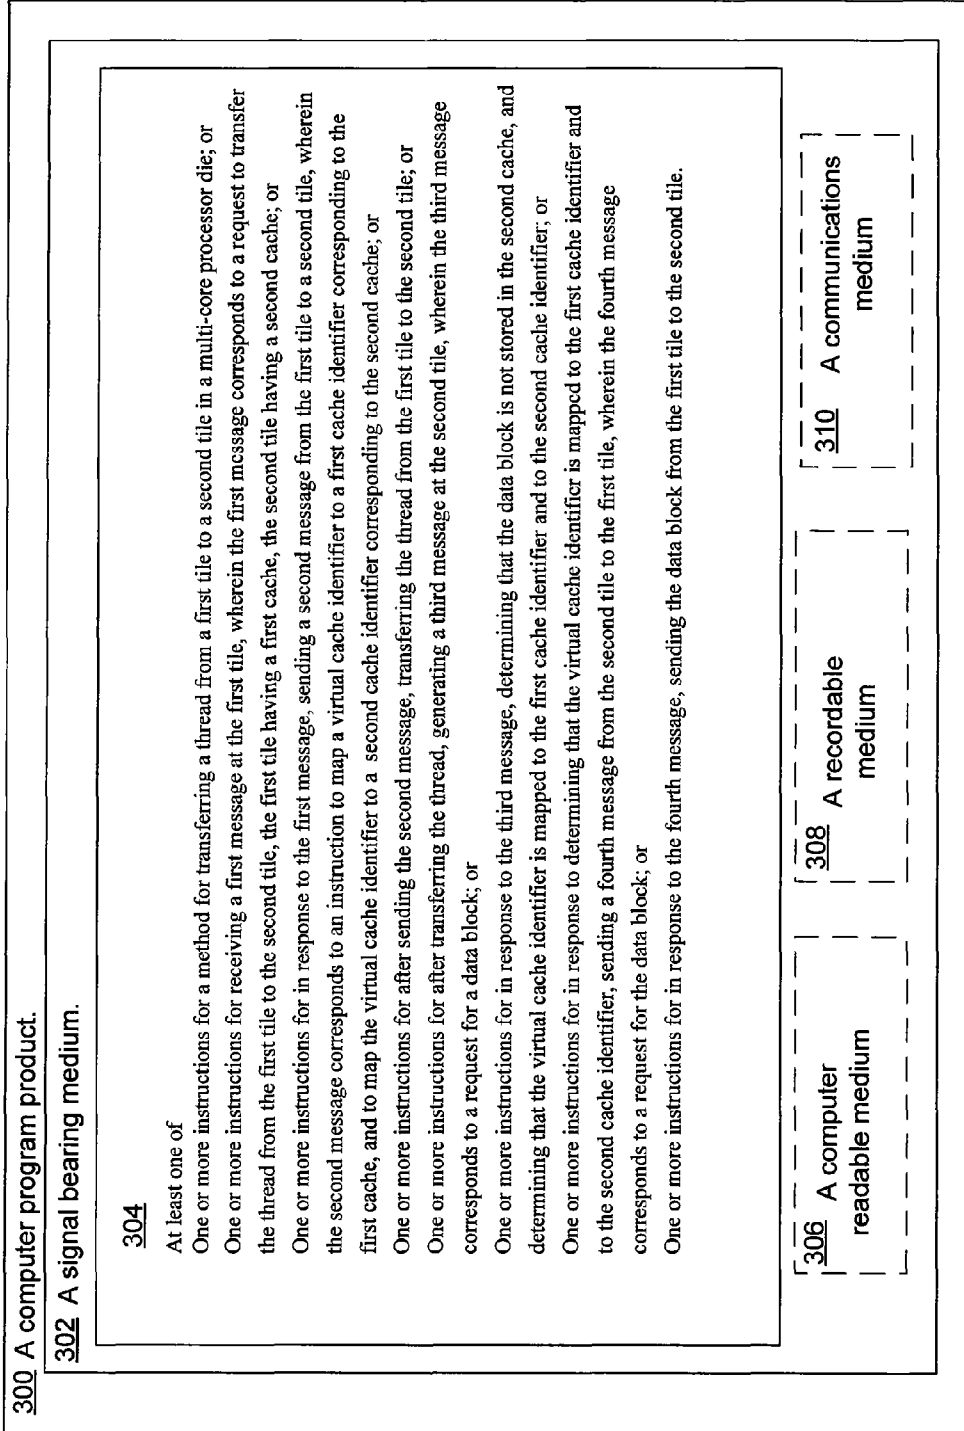 300 A computer program product.
302 A signal bearing medium.
304
At least one of
One or more instructions for a method for transferring a thread from a first tile to a second tile in a multi-core processor die; or
One or more instructions for receiving a first message at the first tile, wherein the first message corresponds to a request to transfer
the thread from the first tile to the second tile, the first tile having a first cache, the second tile having a second cache; or
One or more instructions for in response to the first message, sending a second message from the first tile to a second tile, wherein
the second message corresponds to an instruction to map a virtual cache identifier to a first cache identifier corresponding to the
first cache, and to map the virtual cache identifier to a second cache identifier corresponding to the second cache; or
One or more instructions for after sending the second message, transferring the thread from the first tile to the second tile; or
One or more instructions for after transferring the thread, generating a third message at the second tile, wherein the third message
corresponds to a request for a data block; or
One or more instructions for in response to the third message, determining that the data block is not stored in the second cache, and
determining that the virtual cache identifier is mapped to the first cache identifier and to the second cache identifier; or
One or more instructions for in response to determining that the virtual cache identifier is mapped to the first cache identifier and
to the second cache identifier, sending a fourth message from the second tile to the first tile, wherein the fourth message
corresponds to a request for the data block; or
One or more instructions for in response to the fourth message, sending the data block from the first tile to the second tile.
306 A computer
readable medium
308 A recordable
medium
310 A communications
medium